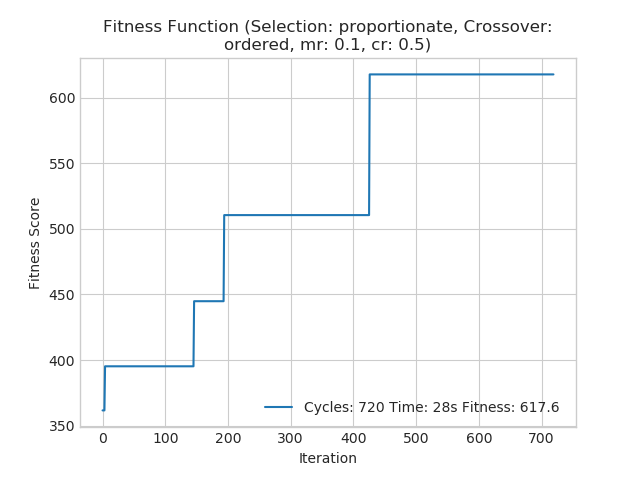 Fitness Function (Selection: proportionate, Crossover:
ordered, mr: 0.1, cr: 0.5)
600
550
500
450
400
350
Fitness Score
Cycles: 720 Time: 28s Fitness: 617.6
0 100 200 300 400 500 600 700
Iteration